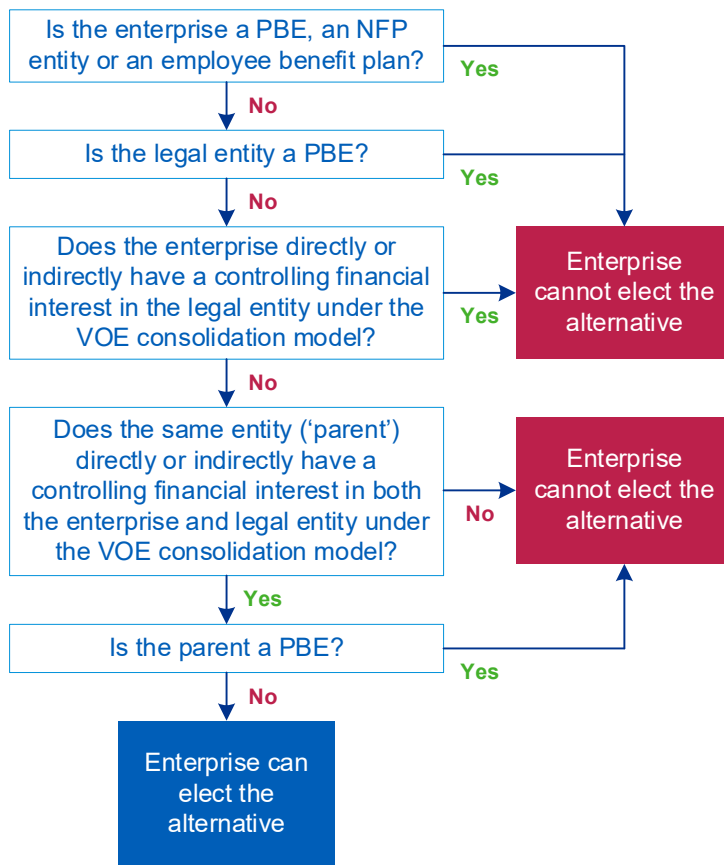 Is the enterprise a PBE, an NFP
entity or an employee benefit plan?
Yes
No
Is the legal entity a PBE?
Yes
No
Does the enterprise directly or
indirectly have a controlling financial
interest in the legal entity under the
VOE consolidation model?
Yes
Enterprise
cannot elect the
alternative
No
Does the same entity (‘parent’)
directly or indirectly have a
controlling financial interest in both
the enterprise and legal entity under
the VOE consolidation model?
No
Enterprise
cannot elect the
alternative
Yes
Is the parent a PBE?
Yes
No
Enterprise can
elect the
alternative